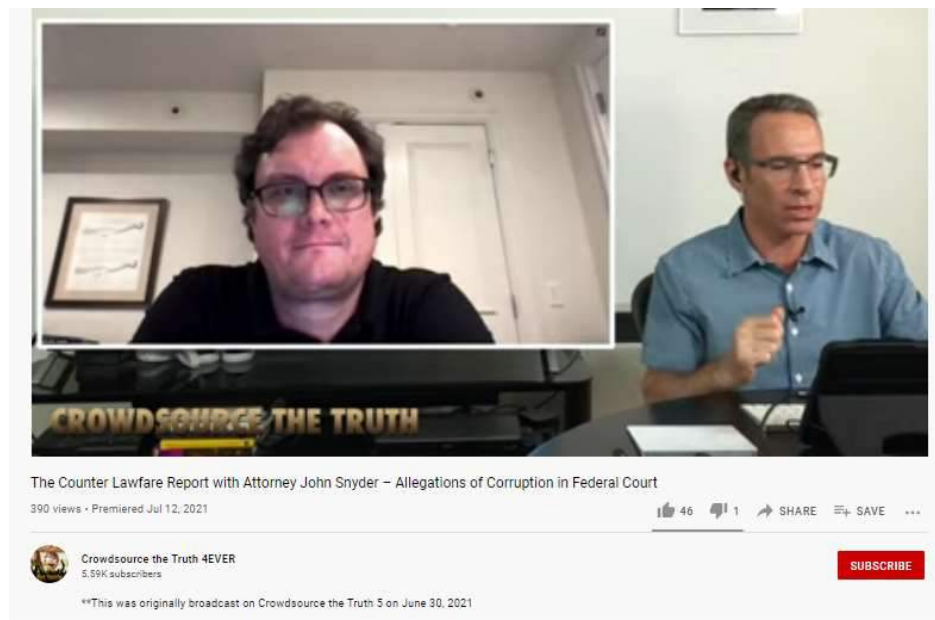 CROWDSOURCE THE TRUTH
The Counter Lawfare Report with Attorney John Snyder – Allegations of Corruption in Federal Court
390 views • Premiered Jul 12, 2021
46 1 SHARE SAVE ...
Crowdsource the Truth 4EVER
5.59K subscribers
SUBSCRIBE
**This was originally broadcast on Crowdsource the Truth 5 on June 30, 2021